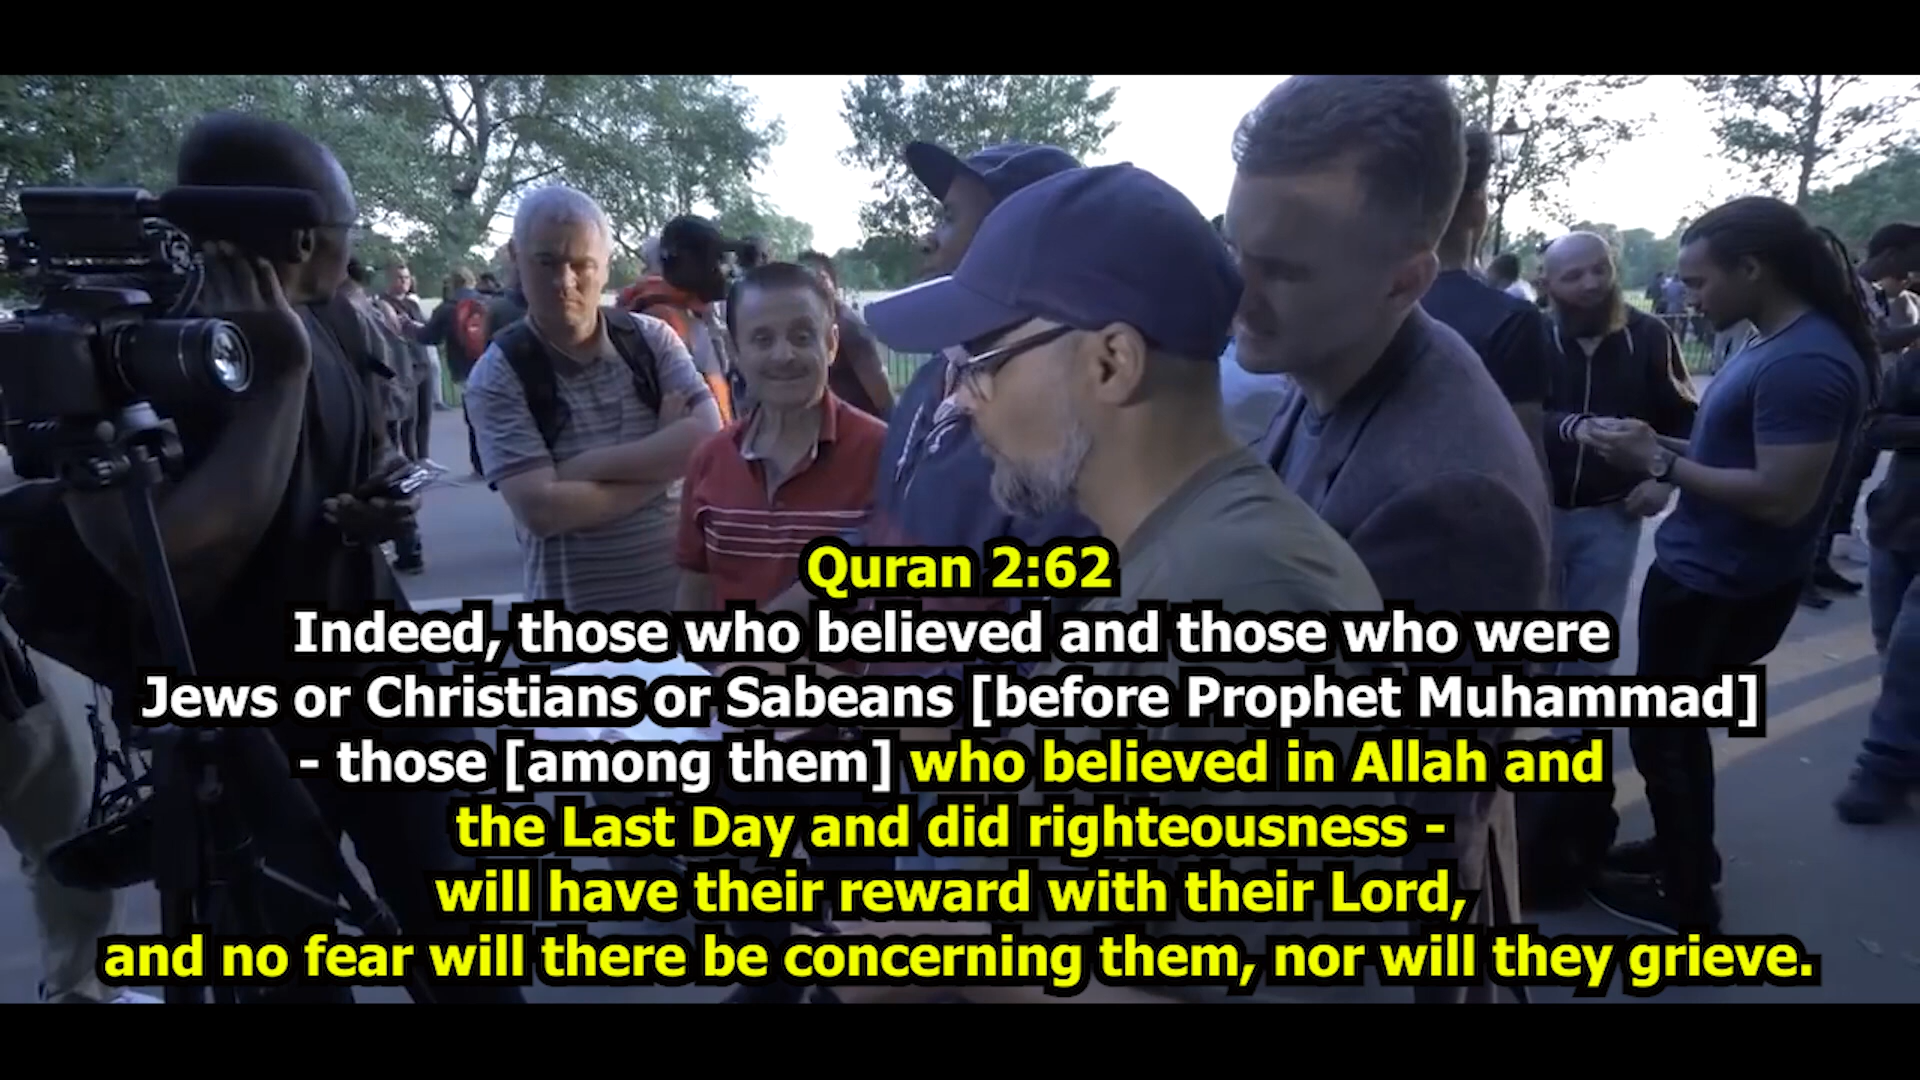 Quran 2:62
Indeed, those who believed and those who were
Jews or Christians or Sabeans [before Prophet Muhammad]
- those [among them] who believed in Allah and
the Last Day and did righteousness -
will have their reward with their Lord,
and no fear will there be concerning them, nor will they grieve.